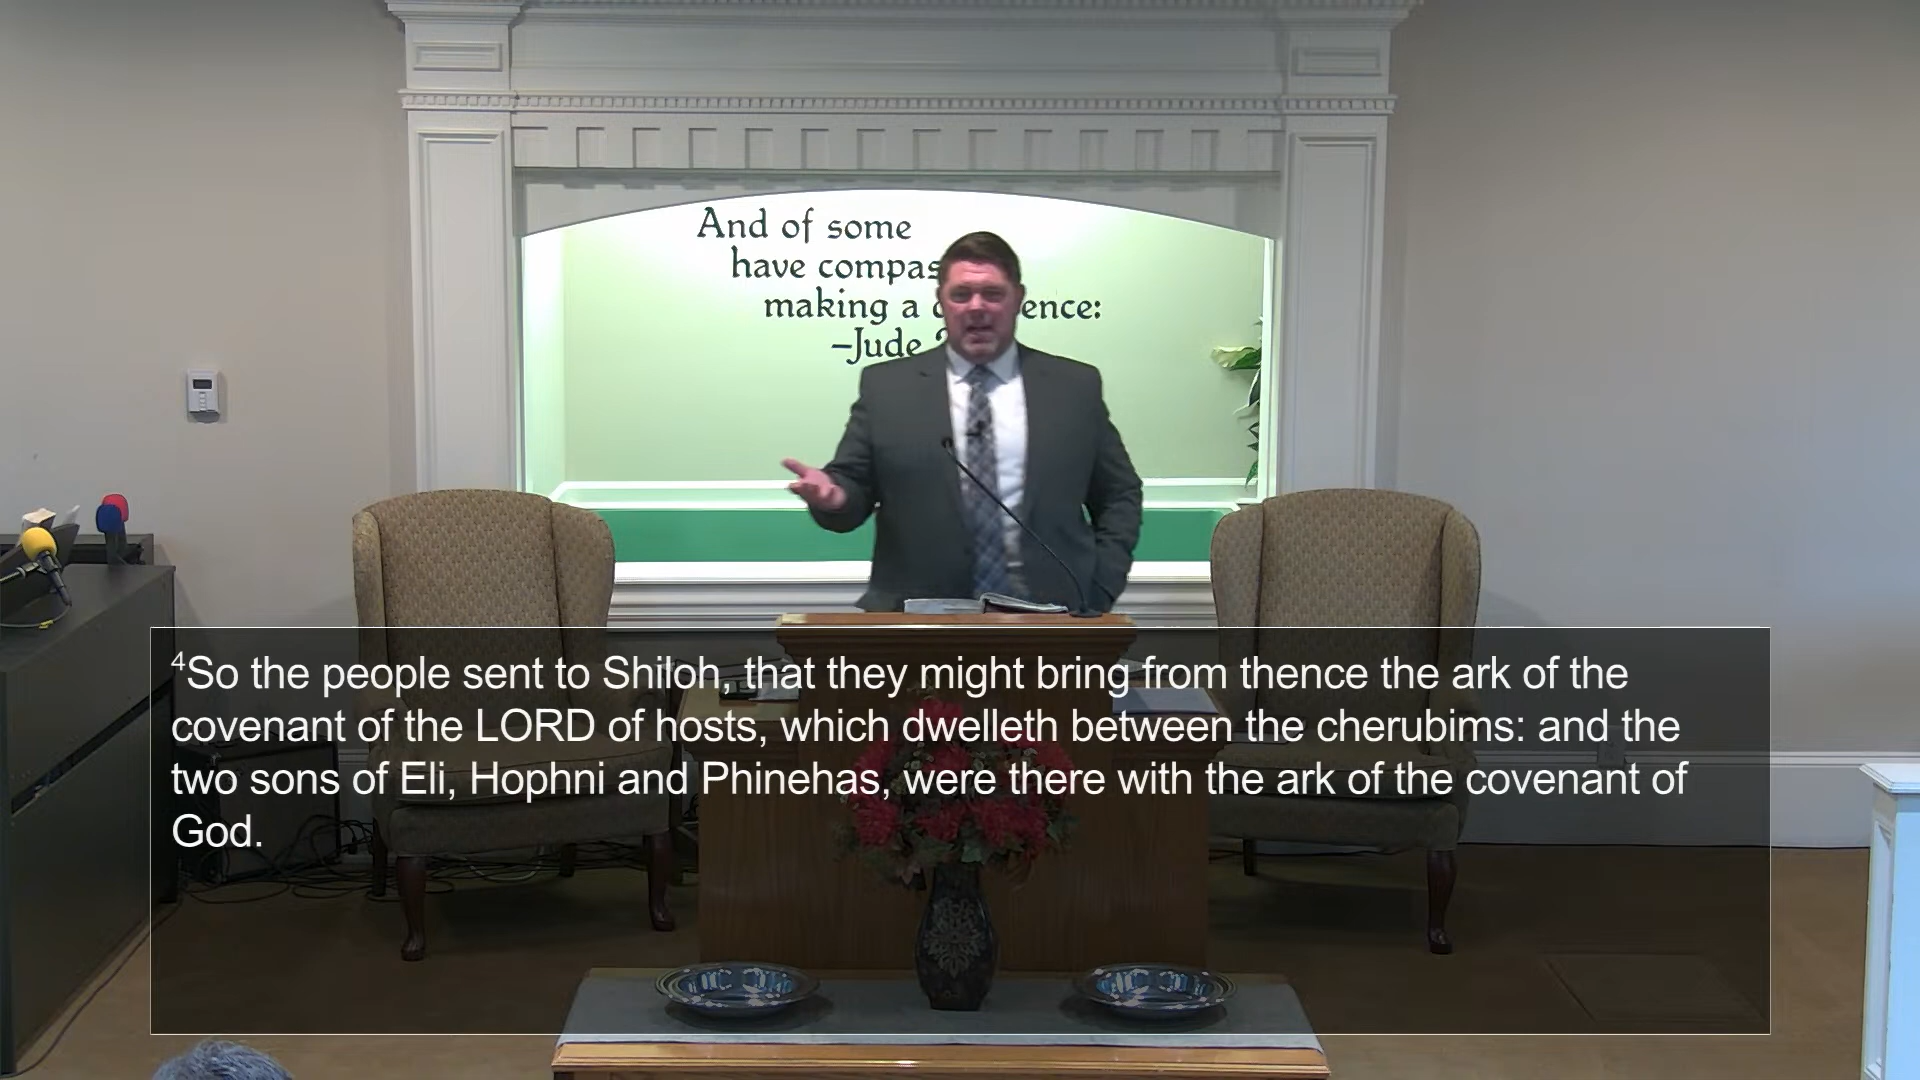 And of some
have
making a
–Jude
⁴So the people sent to Shiloh, that they might bring from thence the ark of the
covenant of the LORD of hosts, which dwelleth between the cherubims: and the
two sons of Eli, Hophni and Phinehas, were there with the ark of the covenant of
God.